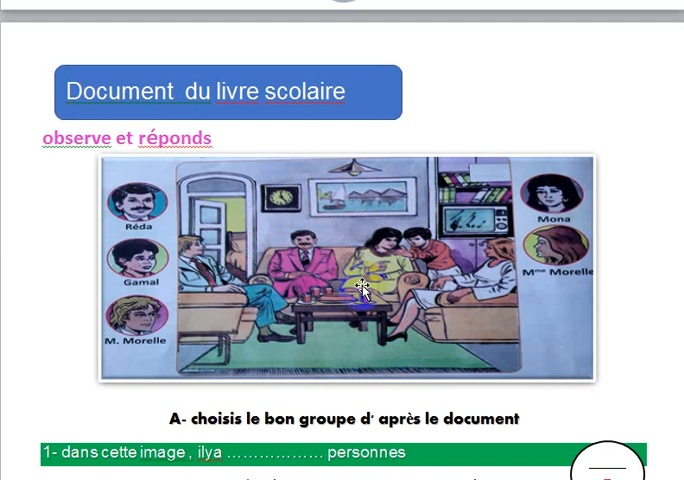 Document du livre scolaire
observe et réponds
Réda
Mona
Gamal
Mme Morelle
M. Morelle
A- choisis le bon groupe d' après le document
1- dans cette image , ilya ……………… personnes